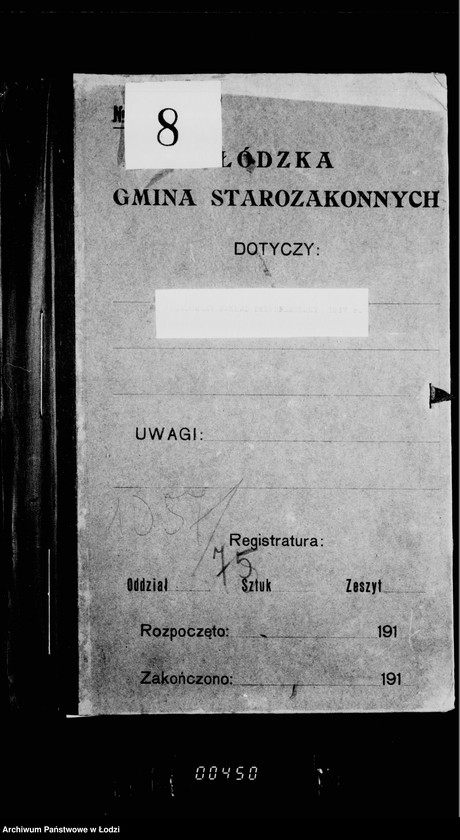 №
8
ŁÓDZKA
GMINA STAROZAKONNYCH
DOTYCZY:
UWAGI:
1057/
75
Registratura:
Oddział Sztuk Zeszyt
Rozpoczęto: 191
Zakończono: 191
00450
Archiwum Państwowe w Łodzi